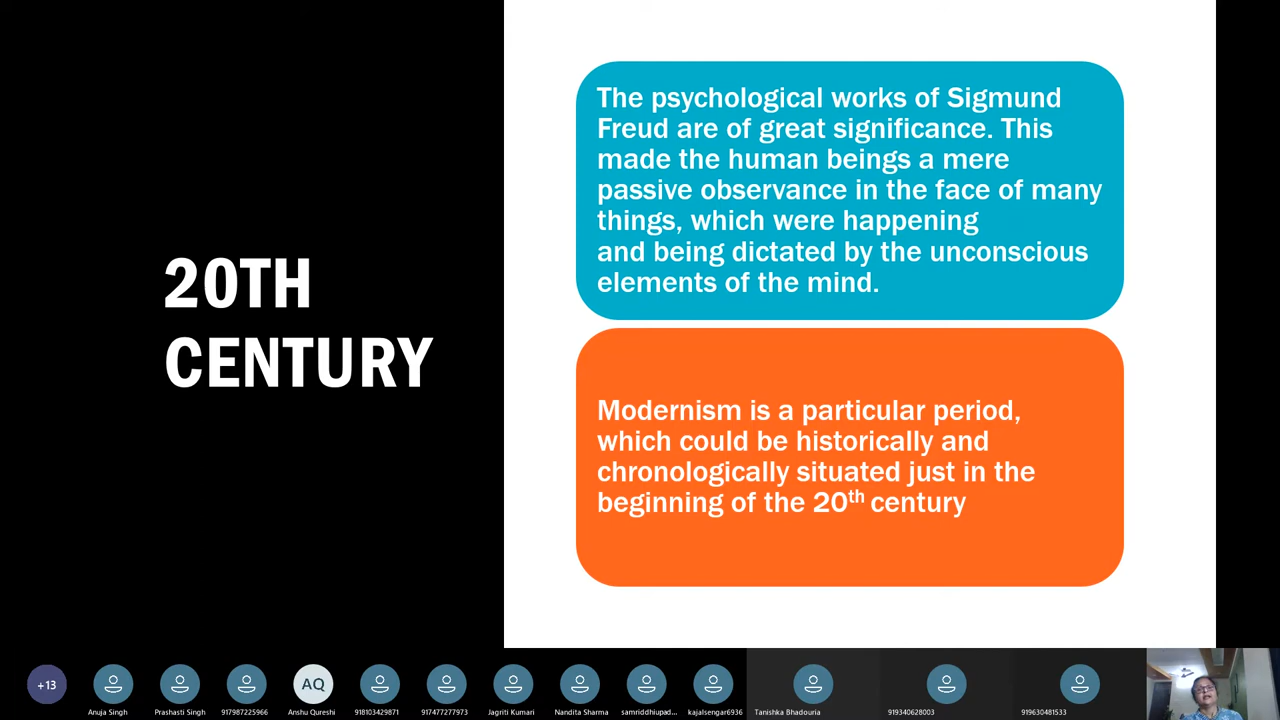 20TH
CENTURY
The psychological works of Sigmund
Freud are of great significance. This
made the human beings a mere
passive observance in the face of many
things, which were happening
and being dictated by the unconscious
elements of the mind.
Modernism is a particular period,
which could be historically and
chronologically situated just in the
beginning of the 20th century
+13
Anuja Singh
Prashasti Singh
917987225966
AQ
Anshu Qureshi
918103429871
917477277973
Jagriti Kumari
Nandita Sharma
samriddhiupad...
kajalsengar6936
Tanishka Bhadouria
919340628003
919630481533